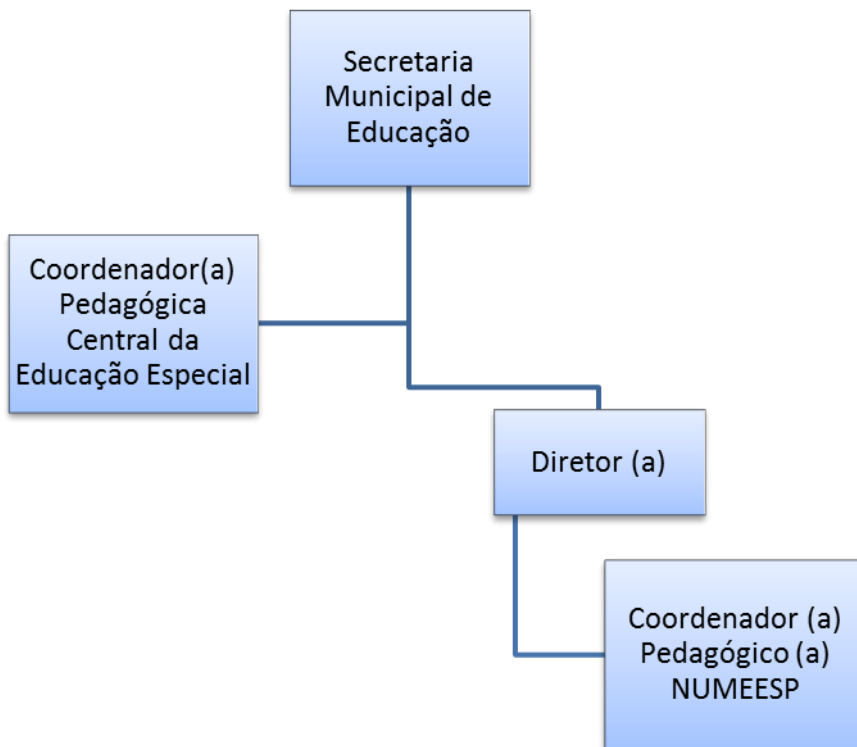 Secretaria
Municipal de
Educação
Coordenador(a)
Pedagógica
Central da
Educação Especial
Diretor (a)
Coordenador (a)
Pedagógico (a)
NUMEESP